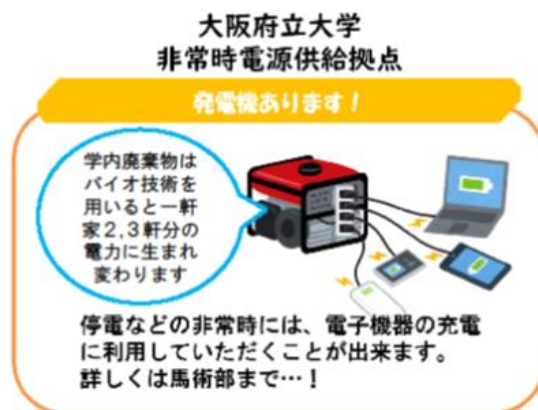 大阪府立大学
非常時電源供給拠点
発電機あります！
学内廃棄物は
バイオ技術を
用いると一軒
家２,３軒分の
電力に生まれ
変わります
停電などの非常時には、電子機器の充電
に利用していただくことが出来ます。
詳しくは馬術部まで…！